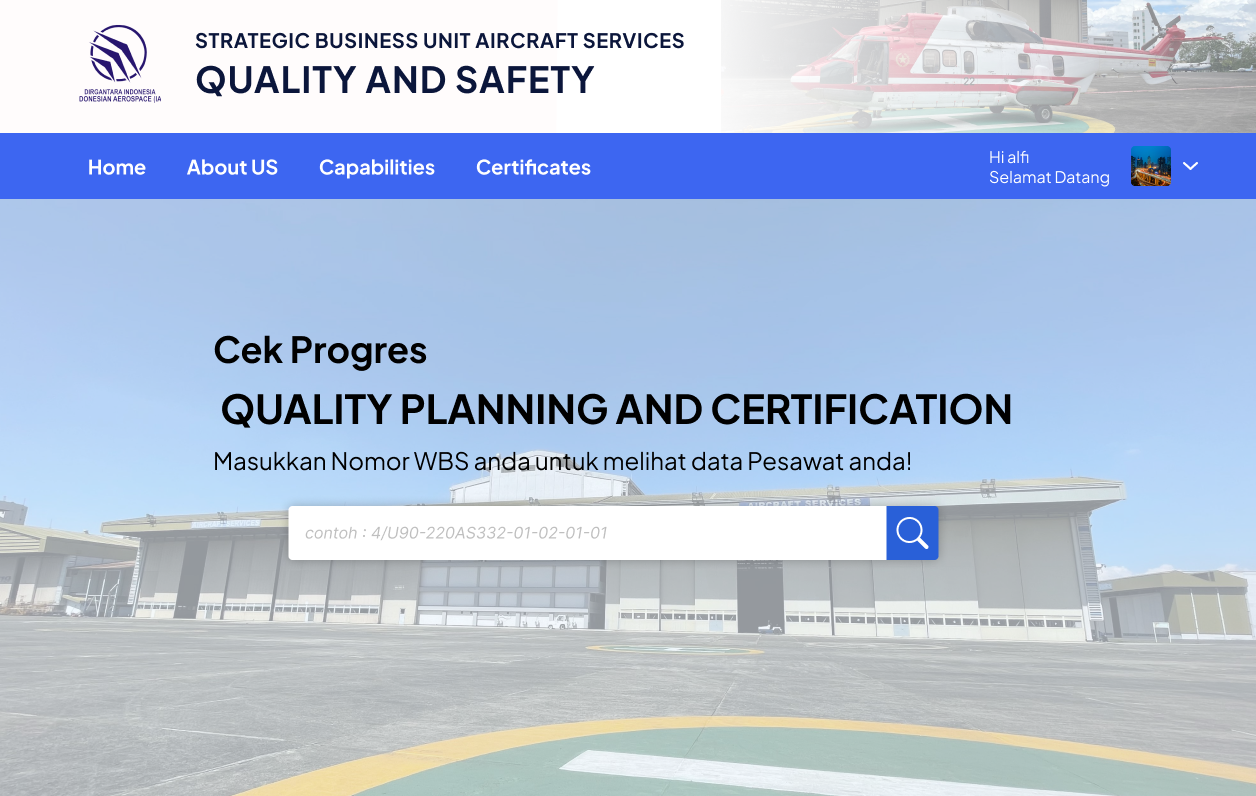 DIRGANTARA INDONESIA
DONESIAN AEROSPACE (IA
STRATEGIC BUSINESS UNIT AIRCRAFT SERVICES
QUALITY AND SAFETY
Home About US Capabilities Certificates
Hi alfi
Selamat Datang
Cek Progres
QUALITY PLANNING AND CERTIFICATION
Masukkan Nomor WBS anda untuk melihat data Pesawat anda!
AIRCRAFT SERVICES
contoh : 4/U90-220AS332-01-02-01-01